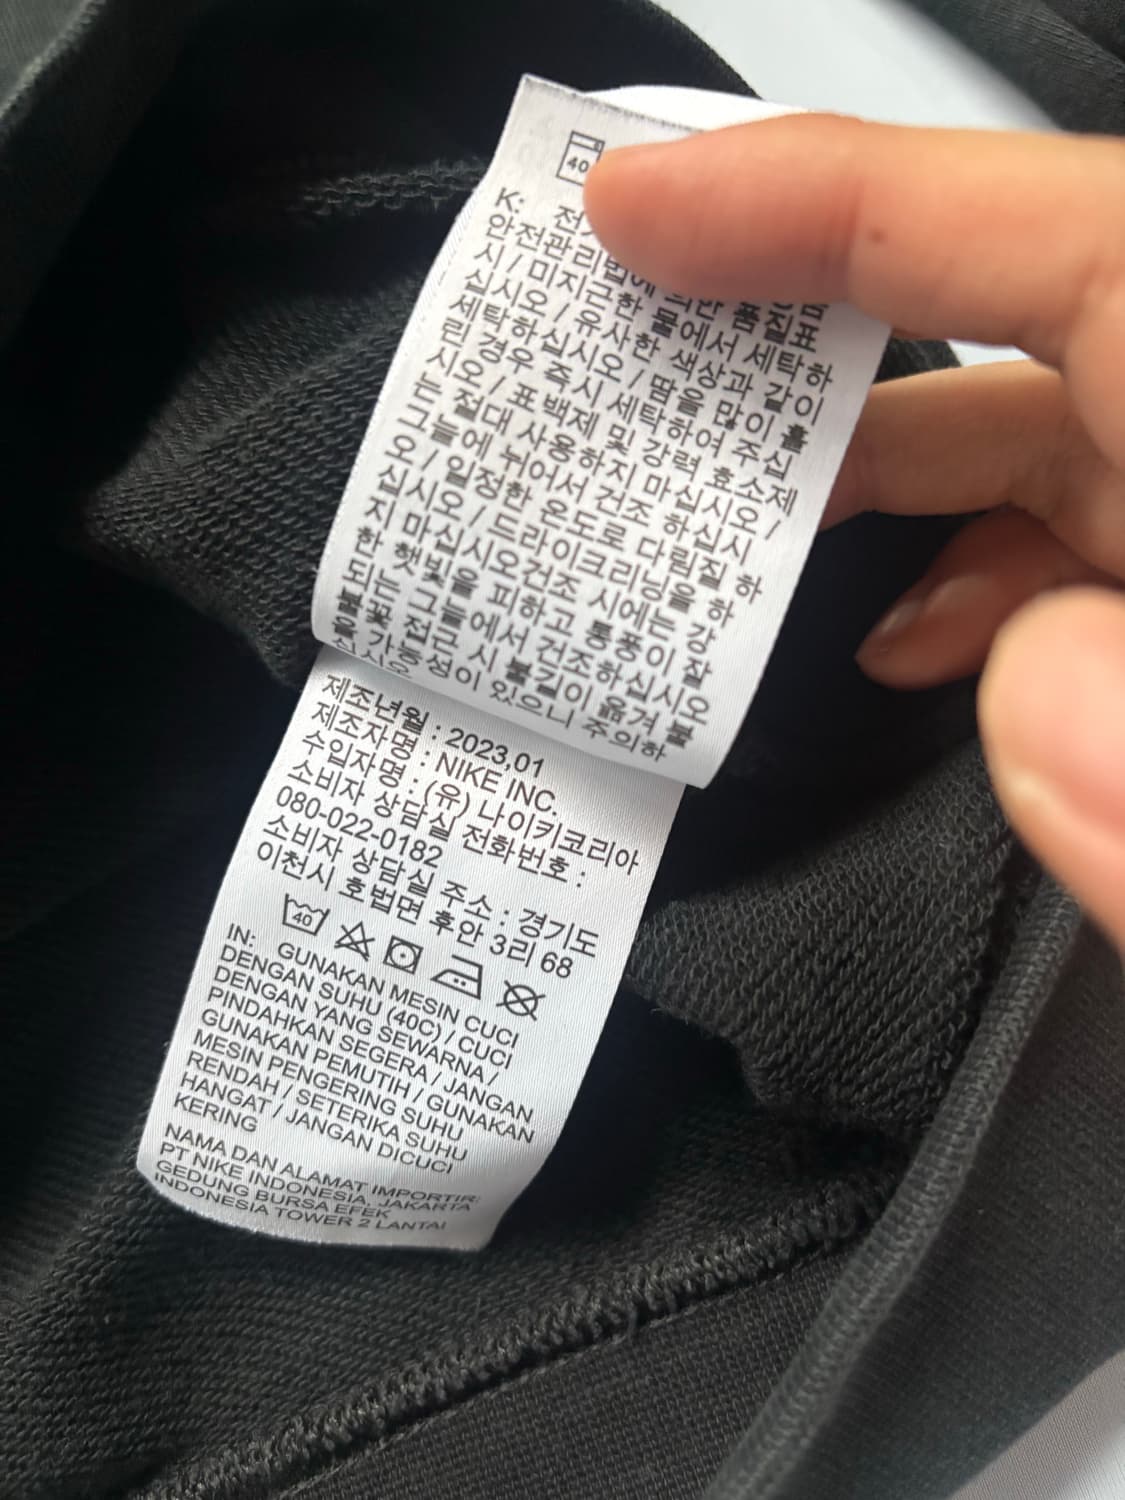 40
K: 
안전관리법에 의한 품질표
시 / 미지근한 물에서 세탁하
십시오 / 유사한 색상과 같이
세탁하십시오 / 땀을 많이 흘
린 경우 즉시 세탁하여 주십
시오 / 표백제 및 강력 효소제
는 절대 사용하지 마십시오 /
그늘에 뉘어서 건조 하십시
오 / 일정한 온도로 다림질 하
십시오 / 드라이크리닝을 하
지 마십시오건조 시에는 강
한 햇빛을 피하고 통풍이 잘
되는 그늘에서 건조하십시오
불꽃 접근 시 불길이 옮겨 붙
을 가능성이 있으니 주의하
십시오
제조년월 : 2023,01
제조자명 : NIKE INC.
수입자명 : (유) 나이키코리아
소비자 상담실 전화번호 :
080-022-0182
소비자 상담실 주소 : 경기도
이천시 호법면 후안 3리 68
40
IN: GUNAKAN MESIN CUCI
DENGAN SUHU (40C) / CUCI
DENGAN YANG SEWARNA /
PINDAHKAN SEGERA / JANGAN
GUNAKAN PEMUTIH / GUNAKAN
MESIN PENGERING SUHU
RENDAH / SETERIKA SUHU
HANGAT / JANGAN DICUCI
KERING
NAMA DAN ALAMAT IMPORTIR:
PT NIKE INDONESIA, JAKARTA
GEDUNG BURSA EFEK
INDONESIA TOWER 2 LANTAI